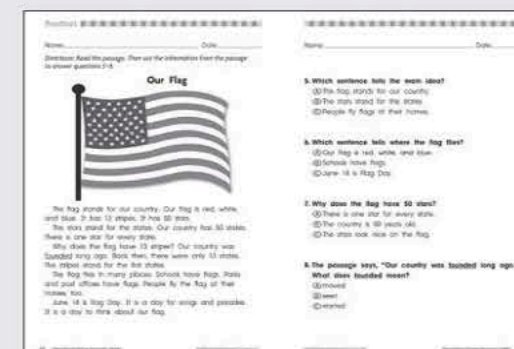 Name
Date
Directions: Read this passage. Then use the information from the passage
to answer questions 5–8.
Our Flag
The flag stands for our country. Our flag is red, white,
and blue. It has 13 stripes. It has 50 stars.
The stars stand for the states. Our country has 50 states.
There is one star for every state.
Why does the flag have 13 stripes? Our country was
founded long ago. Back then, there were only 13 states.
The stripes stand for the first states.
The flag flies in many places. Schools have flags. Parks
and post offices have flags. People fly the flag at their
homes, too.
June 14 is Flag Day. It is a day for songs and parades.
It is a day to think about our flag.
Name
Date
5. Which sentence tells the main idea?
A The flag stands for our country.
B The stars stand for the states.
C People fly flags at their homes.
6. Which sentence tells where the flag flies?
A Our flag is red, white, and blue.
B Schools have flags.
C June 14 is Flag Day.
7. Why does the flag have 50 stars?
A There is one star for every state.
B The country is 50 years old.
C The stars look nice on the flag.
8. The passage says, "Our country was founded long ago.
What does founded mean?
A moved
B seen
C started